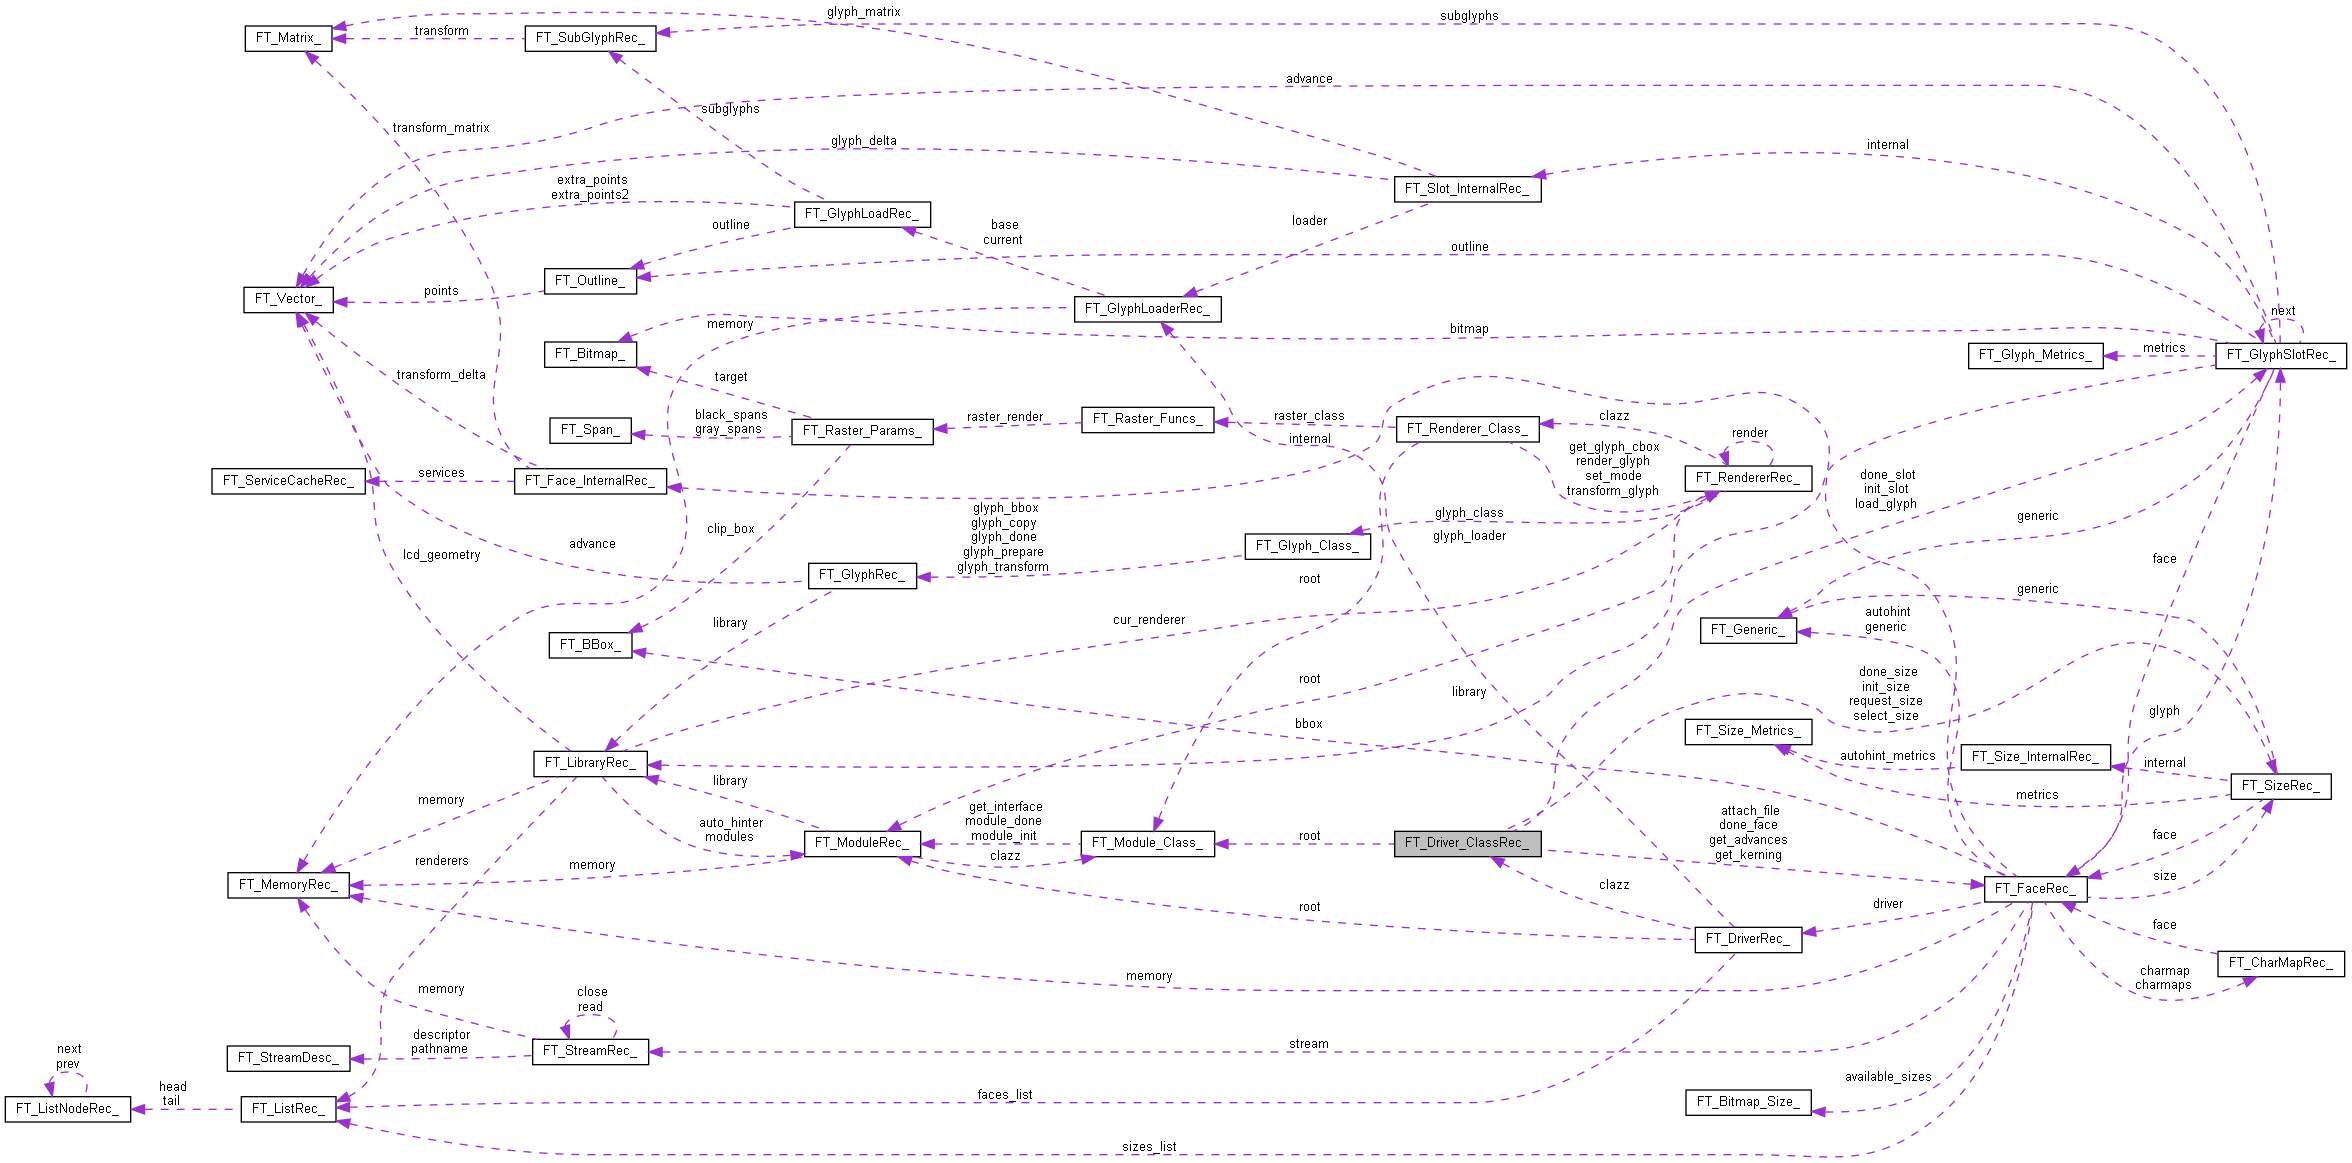 glyph_matrix
subglyphs
FT_Matrix_
transform
FT_SubGlyphRec_
advance
subglyphs
transform_matrix
glyph_delta
internal
extra_points
extra_points2
FT_Slot_InternalRec_
FT_GlyphLoadRec_
outline
base
current
loader
outline
FT_Outline_
FT_Vector_
points
FT_GlyphLoaderRec_
memory
bitmap
next
FT_Bitmap_
FT_Glyph_Metrics_
metrics
FT_GlyphSlotRec_
transform_delta
target
black_spans
gray_spans
FT_Span_
FT_Raster_Params_
raster_render
FT_Raster_Funcs_
raster_class
FT_Renderer_Class_
clazz
render
internal
get_glyph_cbox
render_glyph
set_mode
transform_glyph
FT_RendererRec_
done_slot
init_slot
load_glyph
FT_ServiceCacheRec_
services
FT_Face_InternalRec_
glyph_bbox
glyph_copy
glyph_done
glyph_prepare
glyph_transform
glyph_class
generic
clip_box
lcd_geometry
advance
FT_GlyphRec_
FT_Glyph_Class_
glyph_loader
face
root
generic
library
cur_renderer
autohint
generic
FT_Generic_
FT_BBox_
root
library
done_size
init_size
request_size
select_size
glyph
bbox
FT_Size_Metrics_
autohint_metrics
FT_Size_InternalRec_
internal
FT_LibraryRec_
library
FT_SizeRec_
metrics
memory
auto_hinter
modules
get_interface
module_done
module_init
clazz
FT_ModuleRec_
FT_Module_Class_
root
FT_Driver_ClassRec_
attach_file
done_face
get_advances
get_kerning
face
renderers
memory
FT_MemoryRec_
clazz
size
FT_FaceRec_
root
driver
face
FT_DriverRec_
FT_CharMapRec_
charmap
charmaps
memory
memory
close
read
descriptor
pathname
FT_StreamDesc_
FT_StreamRec_
stream
next
prev
FT_ListNodeRec_
head
tail
FT_ListRec_
faces_list
available_sizes
FT_Bitmap_Size_
sizes_list